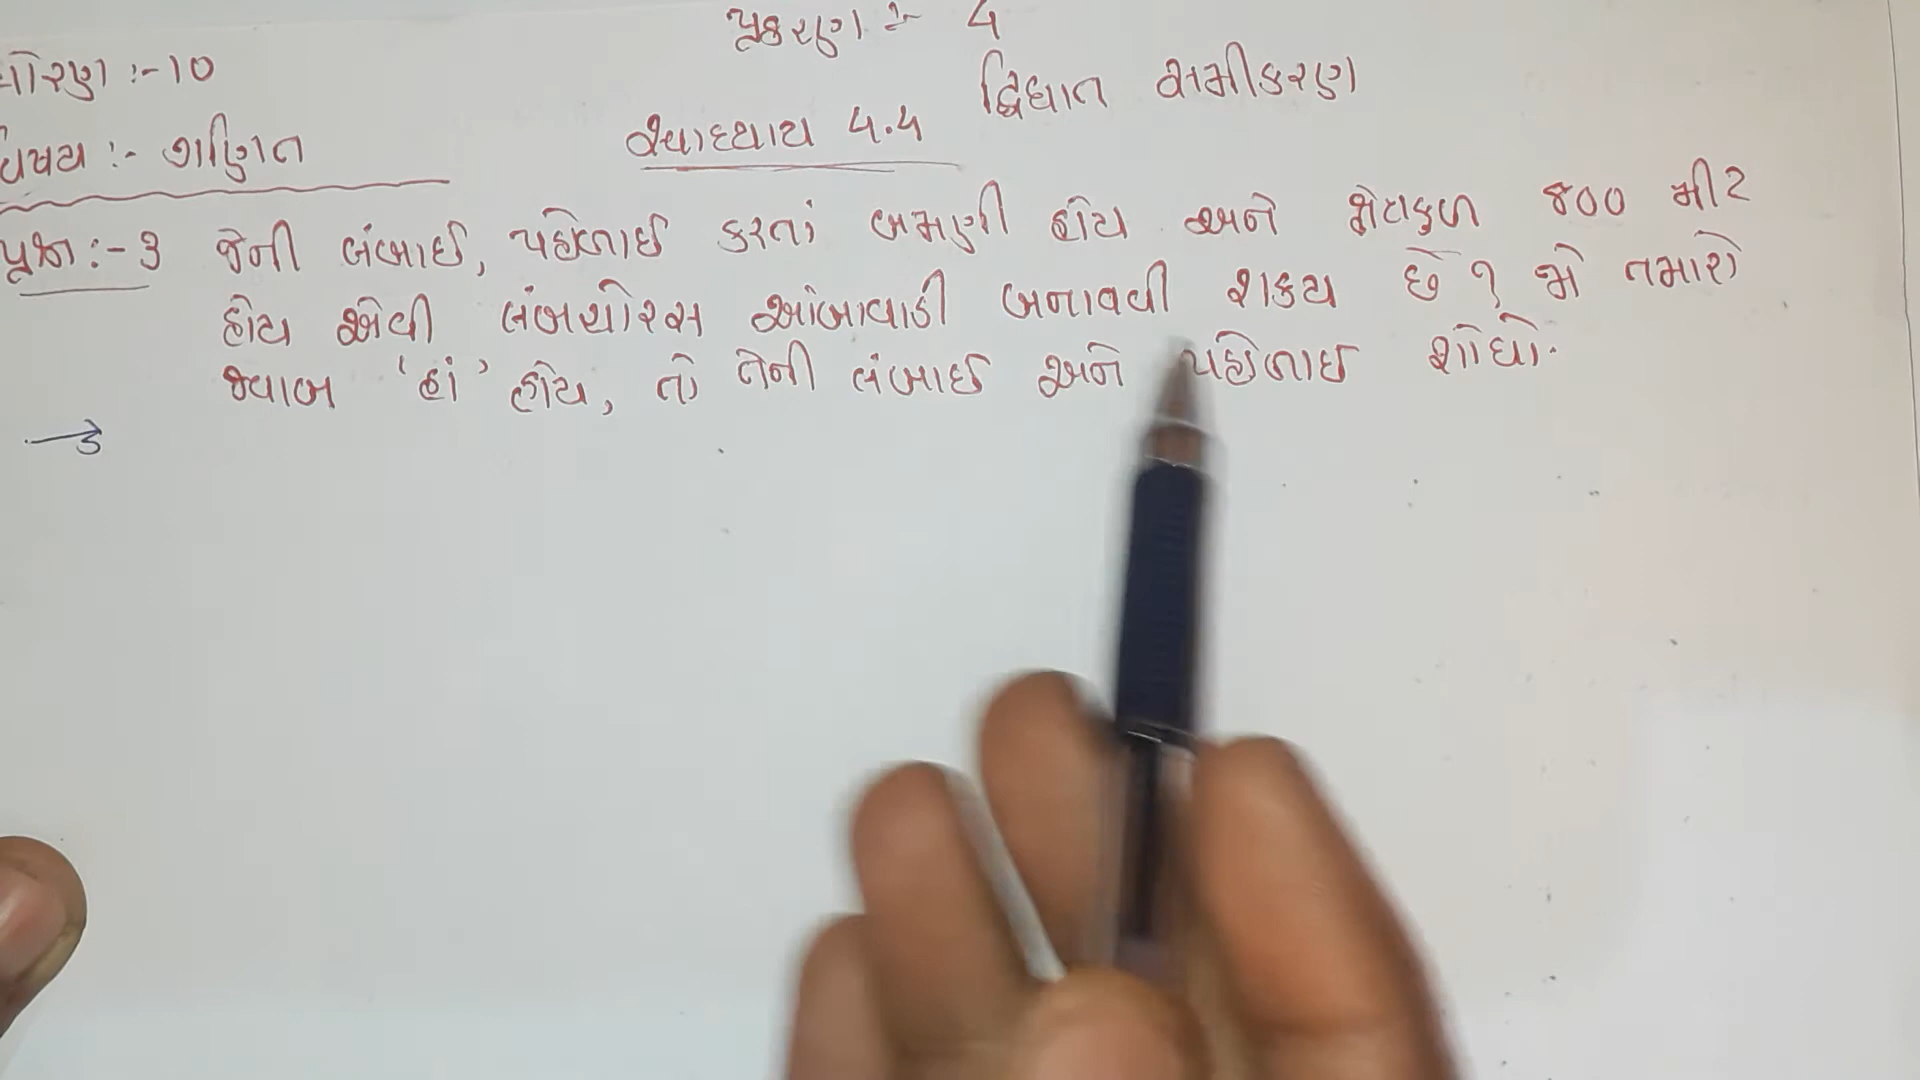 પ્રકરણ :- 4
ધોરણ :- 10
દ્વિઘાત સમીકરણ
વિષય :- ગણિત
સ્વાધ્યાય 4.4
પ્રશ્ન :- 3 જેની લંબાઈ, પહોળાઈ કરતાં બમણી હોય અને ક્ષેત્રફળ ૪00 મીટર
હોય એવી લંબચોરસ આંબાવાડી બનાવવી શક્ય છે ? જો તમારો
જવાબ ‘હાં’ હોય, તો તેની લંબાઈ અને પહોળાઈ શોધો.